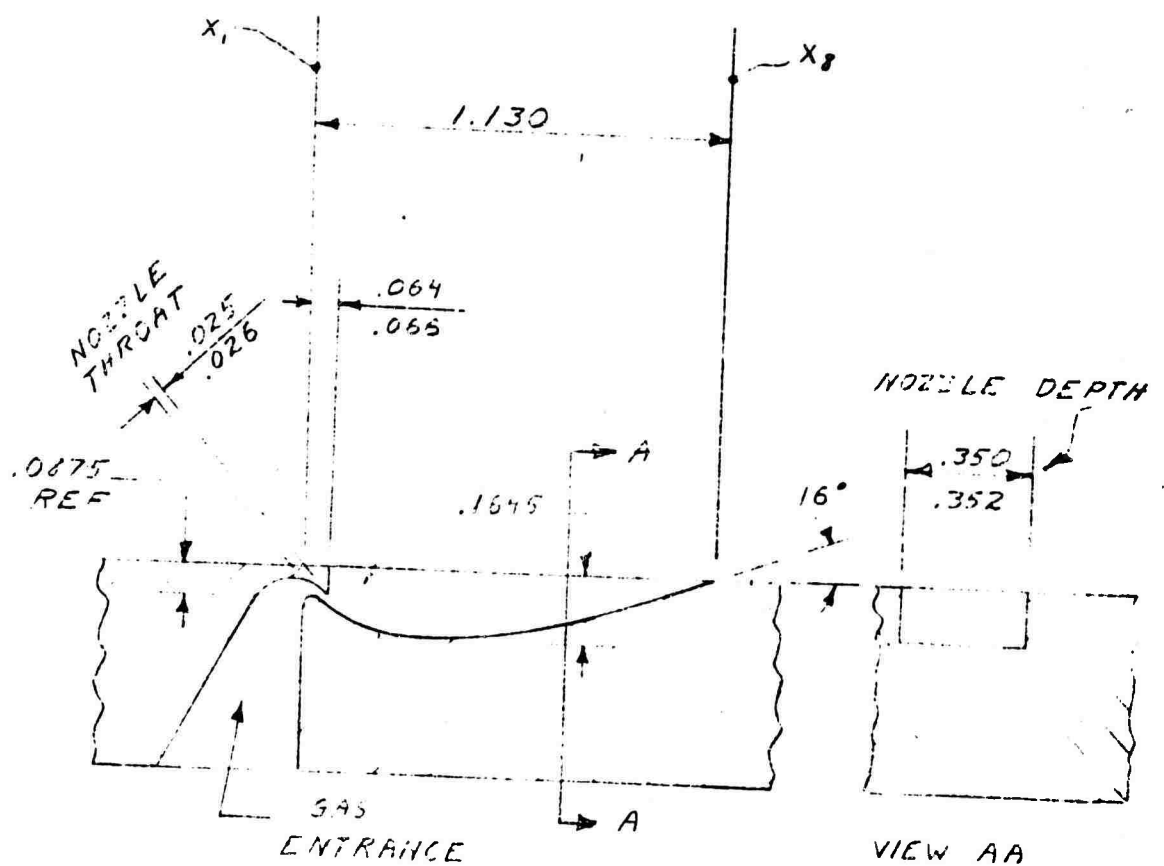 X₁
X₈
1.130
NOZZLE
THROAT
.025
.026
.064
.065
NOZZLE DEPTH
.350
.352
.0675
REF
A
.1645
16°
GAS
ENTRANCE
A
VIEW AA